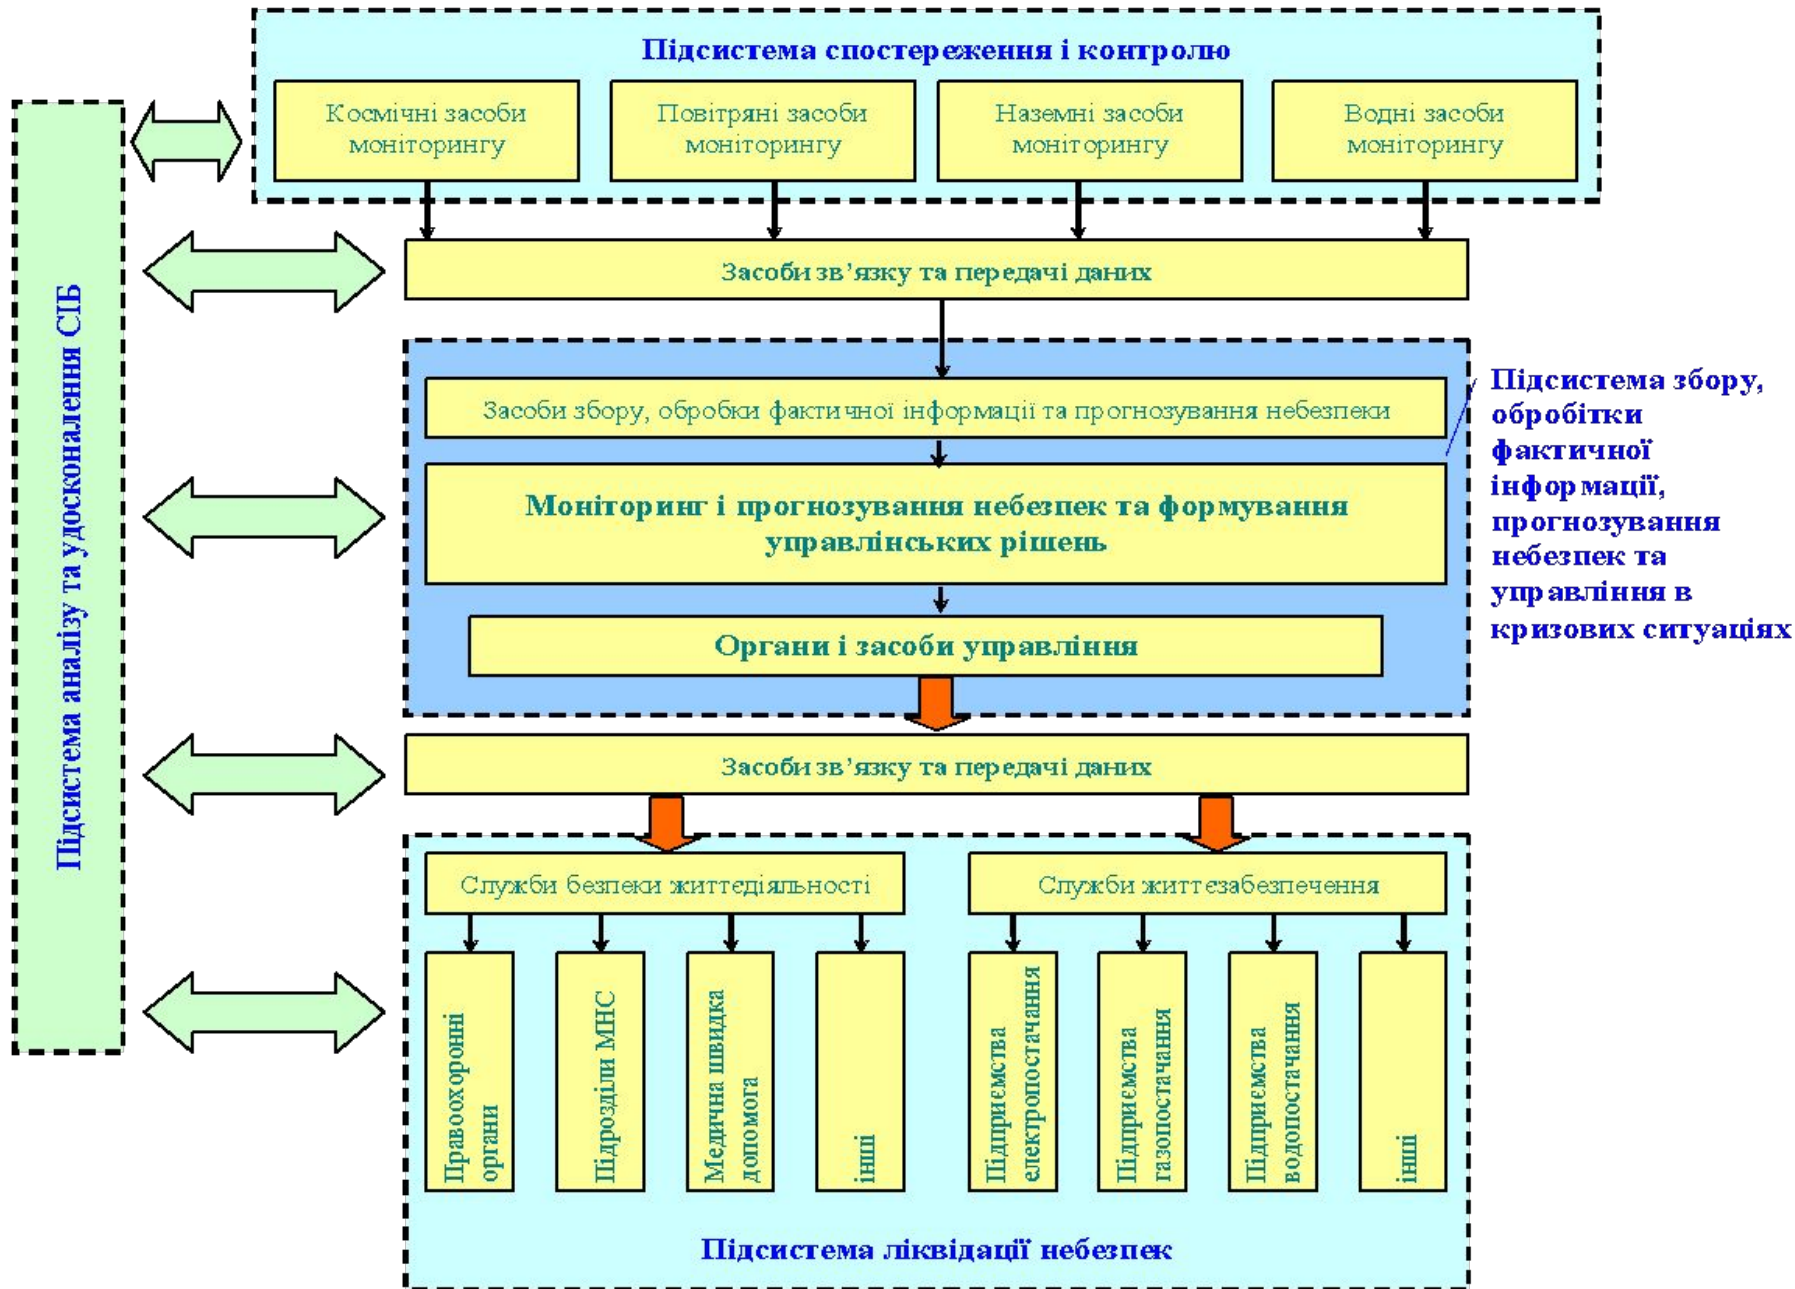 Підсистема спостереження і контролю
Космічні засоби
моніторингу
Повітряні засоби
моніторингу
Наземні засоби
моніторингу
Водні засоби
моніторингу
Підсистема аналізу та удосконалення СІБ
Засоби зв’язку та передачі даних
Засоби збору, обробки фактичної інформації та прогнозування небезпеки
Моніторинг і прогнозування небезпек та формування
управлінських рішень
Органи і засоби управління
Підсистема збору,
обробітки
фактичної
інформації,
прогнозування
небезпек та
управління в
кризових ситуаціях
Засоби зв’язку та передачі даних
Служби безпеки життєдіяльності
Служби життєзабезпечення
Правоохоронні
органи
Підрозділи МНС
Медична швидка
допомога
інші
Підприємства
електропостачання
Підприємства
газопостачання
Підприємства
водопостачання
інші
Підсистема ліквідації небезпек